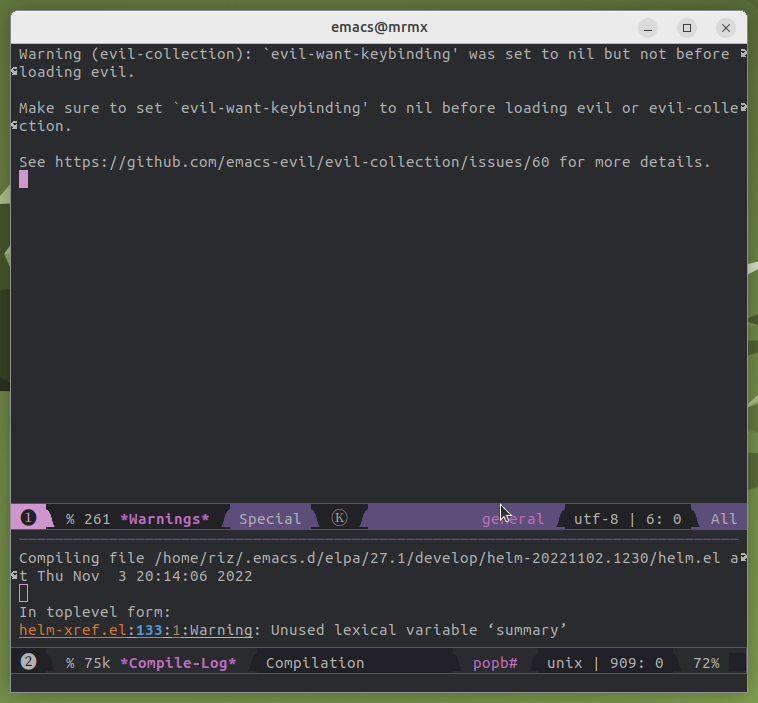 emacs@mrmx
Warning (evil-collection): `evil-want-keybinding' was set to nil but not before
loading evil.
Make sure to set `evil-want-keybinding' to nil before loading evil or evil-colle
ction.
See https://github.com/emacs-evil/evil-collection/issues/60 for more details.
❶ % 261 *Warnings* Special Ⓚ general utf-8 | 6: 0 All
Compiling file /home/riz/.emacs.d/elpa/27.1/develop/helm-20221102.1230/helm.el a
t Thu Nov  3 20:14:06 2022
In toplevel form:
helm-xref.el:133:1:Warning: Unused lexical variable ‘summary’
❷ % 75k *Compile-Log* Compilation popb# unix | 909: 0 72%